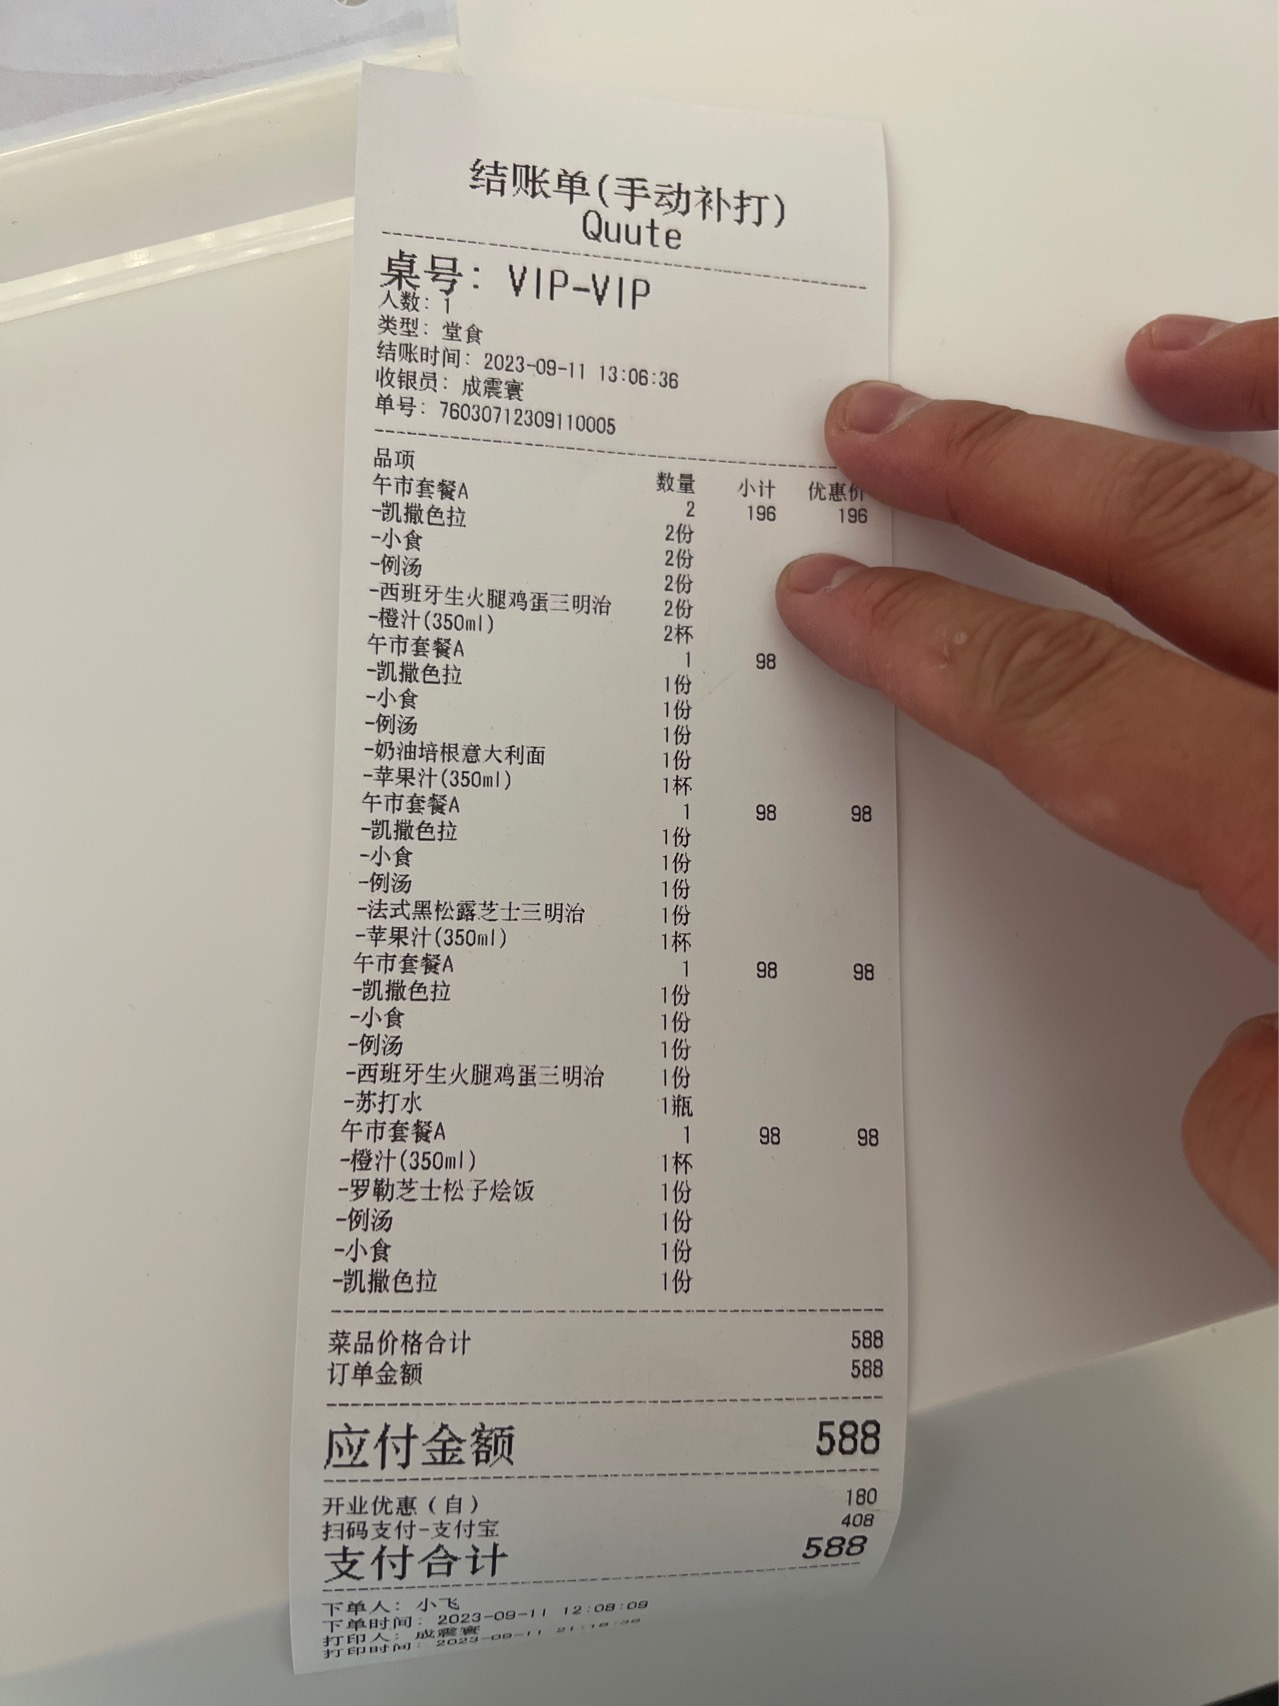 结账单(手动补打)
Quute
桌号: VIP-VIP
人数: 1
类型: 堂食
结账时间: 2023-09-11 13:06:36
收银员: 成震寰
单号: 76030712309110005
品项 数量 小计 优惠价
午市套餐A 2 196 196
-凯撒色拉 2份
-小食 2份
-例汤 2份
-西班牙生火腿鸡蛋三明治 2份
-橙汁(350ml) 2杯
午市套餐A 1 98
-凯撒色拉 1份
-小食 1份
-例汤 1份
-奶油培根意大利面 1份
-苹果汁(350ml) 1杯
午市套餐A 1 98 98
-凯撒色拉 1份
-小食 1份
-例汤 1份
-法式黑松露芝士三明治 1份
-苹果汁(350ml) 1杯
午市套餐A 1 98 98
-凯撒色拉 1份
-小食 1份
-例汤 1份
-西班牙生火腿鸡蛋三明治 1份
-苏打水 1瓶
午市套餐A 1 98 98
-橙汁(350ml) 1杯
-罗勒芝士松子烩饭 1份
-例汤 1份
-小食 1份
-凯撒色拉 1份
菜品价格合计 588
订单金额 588
应付金额 588
开业优惠(自) 180
扫码支付-支付宝 408
支付合计 588
下单人: 小飞
下单时间: 2023-09-11 12:08:09
打印人: 成震寰
打印时间: 2023-09-11